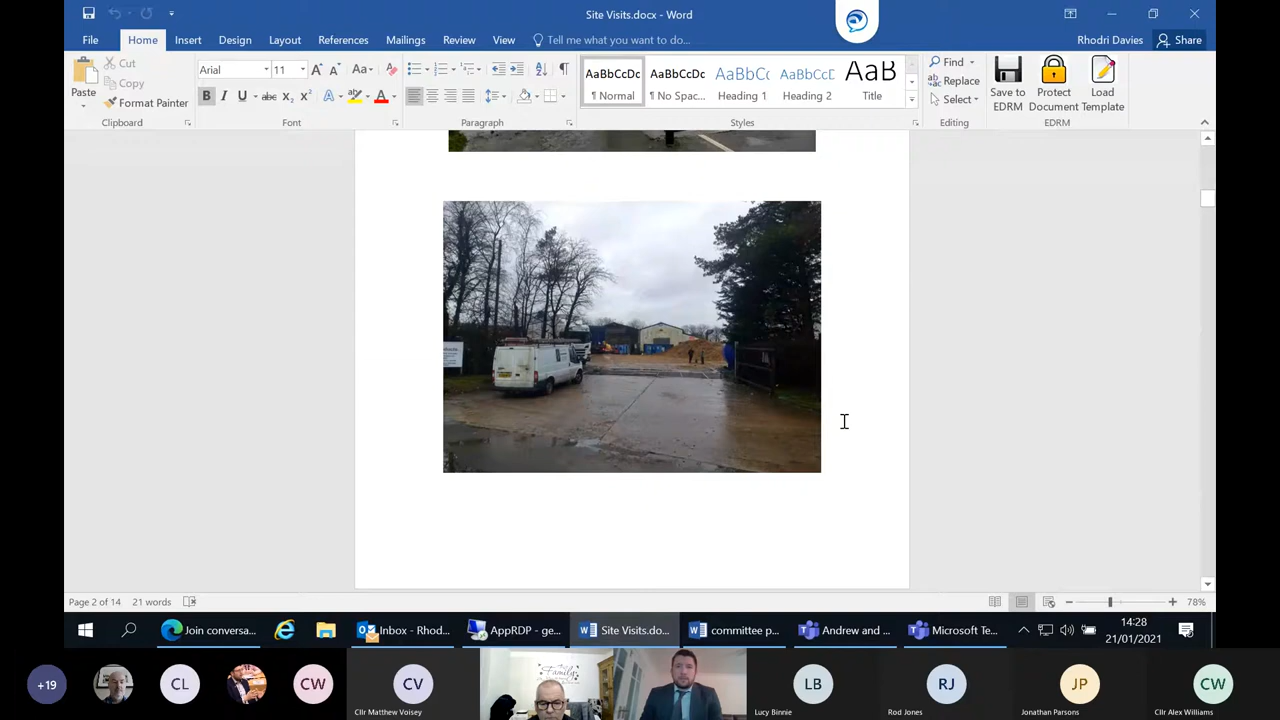 Site Visits.docx - Word
File
Home
Insert
Design
Layout
References
Mailings
Review
View
Tell me what you want to do...
Rhodri Davies
Share
Paste
Cut
Copy
Format Painter
Clipboard
Arial
11
Font
Paragraph
AaBbCcDc
¶ Normal
AaBbCcDc
¶ No Spac...
AaBbCc
Heading 1
AaBbCcD
Heading 2
AaB
Title
Styles
Find
Replace
Select
Editing
Save to
EDRM
Protect
Document
Load
Template
EDRM
Page 2 of 14
21 words
78%
Join conversa...
Inbox - Rhod...
AppRDP - ge...
Site Visits.do...
committee p...
Andrew and ...
Microsoft Te...
14:28
21/01/2021
+19
CL
CW
CV
Cllr Matthew Voisey
Family
LB
Lucy Binnie
RJ
Rod Jones
JP
Jonathan Parsons
CW
Cllr Alex Williams